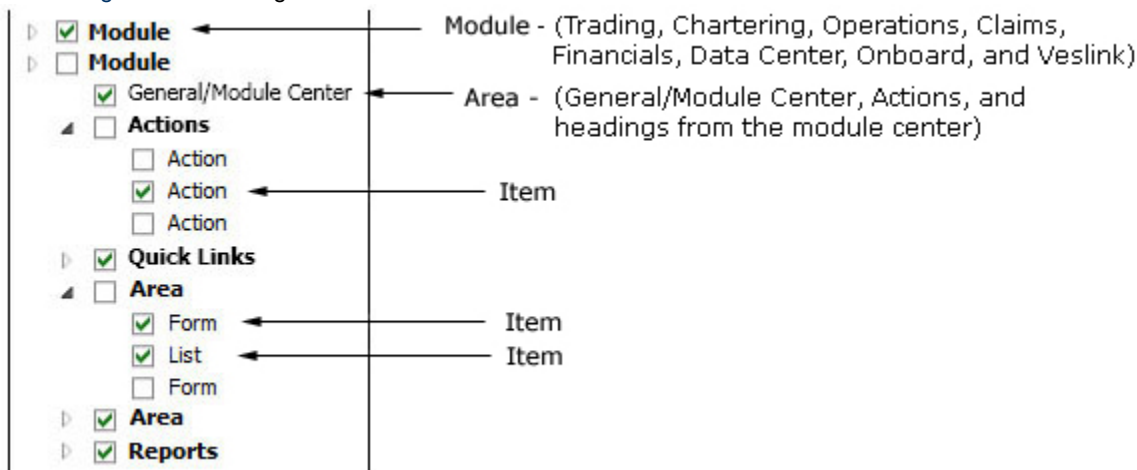 Module
Module - (Trading, Chartering, Operations, Claims,
Financials, Data Center, Onboard, and Veslink)
Module
General/Module Center
Area - (General/Module Center, Actions, and
headings from the module center)
Actions
Action
Action
Item
Action
Quick Links
Area
Form
Item
List
Item
Form
Area
Reports